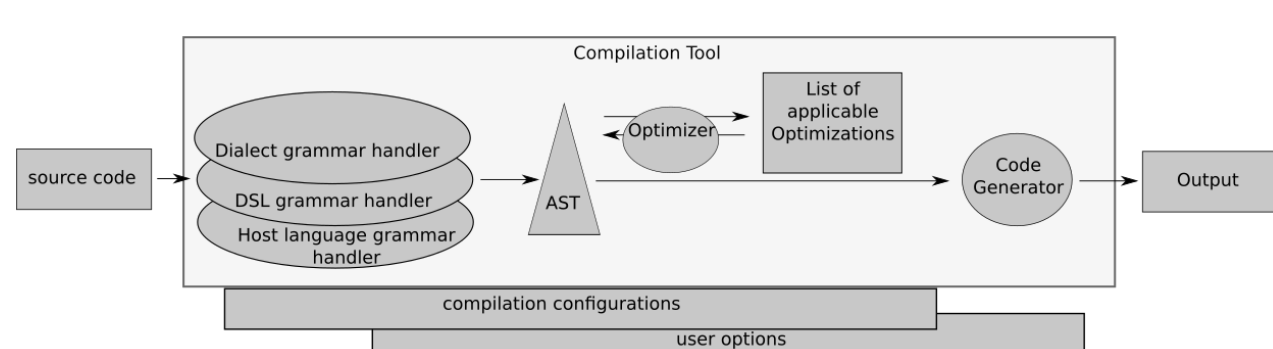 Compilation Tool
source code
Dialect grammar handler
DSL grammar handler
Host language grammar
handler
AST
Optimizer
List of
applicable
Optimizations
Code
Generator
Output
compilation configurations
user options